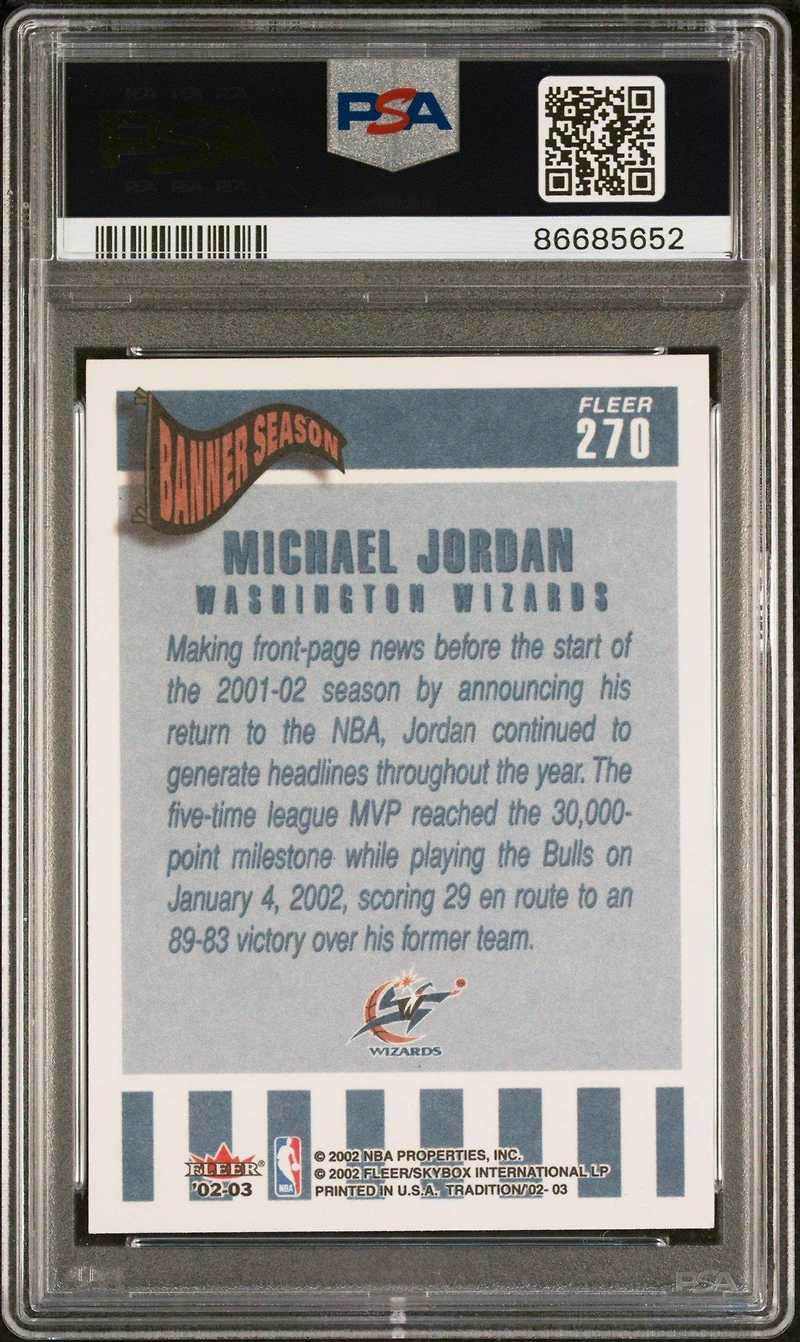 PSA
PSA
86685652
BANNER SEASON
FLEER
270
MICHAEL JORDAN
WASHINGTON WIZARDS
Making front-page news before the start of
the 2001-02 season by announcing his
return to the NBA, Jordan continued to
generate headlines throughout the year. The
five-time league MVP reached the 30,000-
point milestone while playing the Bulls on
January 4, 2002, scoring 29 en route to an
89-83 victory over his former team.
WIZARDS
FLEER®
'02-03
NBA
© 2002 NBA PROPERTIES, INC.
© 2002 FLEER/SKYBOX INTERNATIONAL LP
PRINTED IN U.S.A. TRADITION/'02- 03
PSA